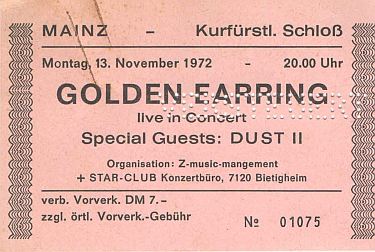 MAINZ – Kurfürstl. Schloß
Montag, 13. November 1972 - 20.00 Uhr
GOLDEN EARRING
live in Concert
Special Guests: DUST II
Organisation: Z-music-mangement
+ STAR-CLUB Konzertbüro, 7120 Bietigheim
verb. Vorverk. DM 7.-
zzgl. örtl. Vorverk.-Gebühr
№ 01075